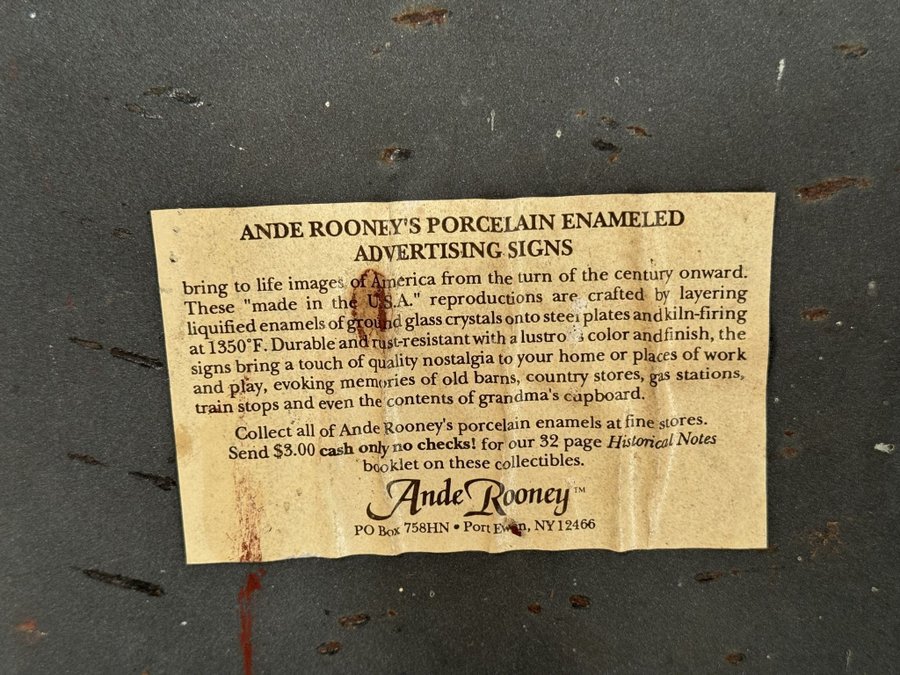 ANDE ROONEY'S PORCELAIN ENAMELED
ADVERTISING SIGNS
bring to life images of America from the turn of the century onward.
These "made in the U.S.A." reproductions are crafted by layering
liquified enamels of ground glass crystals onto steel plates and kiln-firing
at 1350°F. Durable and rust-resistant with a lustrous color and finish, the
signs bring a touch of quality nostalgia to your home or places of work
and play, evoking memories of old barns, country stores, gas stations,
train stops and even the contents of grandma's cupboard.
Collect all of Ande Rooney's porcelain enamels at fine stores.
Send $3.00 cash only no checks! for our 32 page Historical Notes
booklet on these collectibles.
Ande Rooney™
PO Box 758HN • Port Ewen, NY 12466